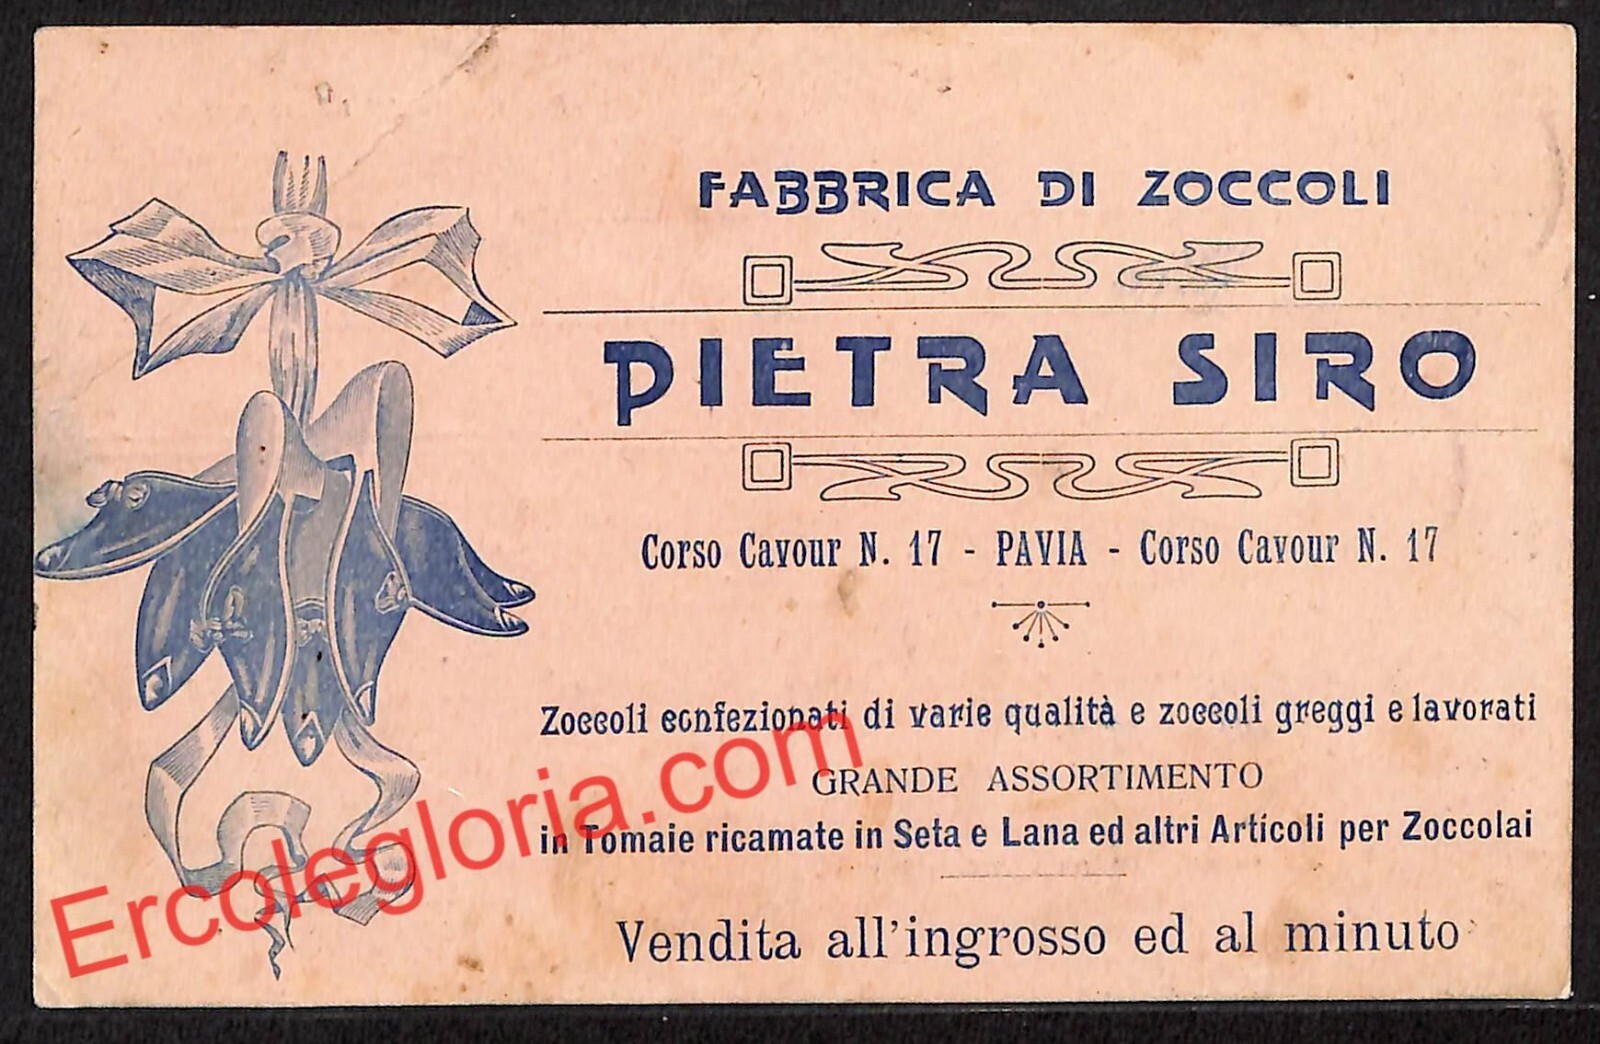 FABBRICA DI ZOCCOLI
PIETRA SIRO
Corso Cavour N. 17 - PAVIA - Corso Cavour N. 17
Zoccoli confezionati di varie qualità e zoccoli greggi e lavorati
GRANDE ASSORTIMENTO
in Tomaie ricamate in Seta e Lana ed altri Articoli per Zoccolai
Vendita all'ingrosso ed al minuto
Ercolegloria.com